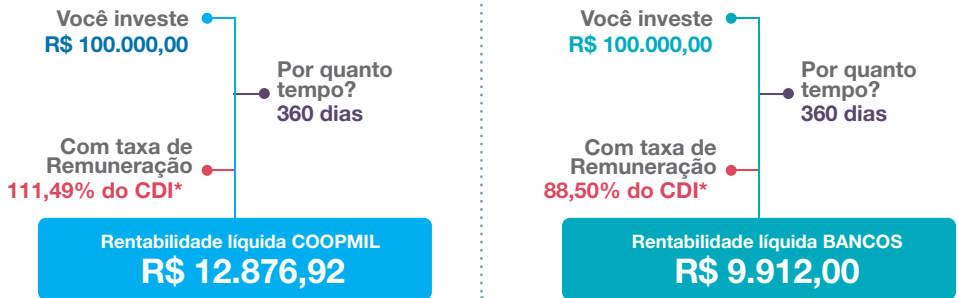 Você investe
R$ 100.000,00
Por quanto
tempo?
360 dias
Com taxa de
Remuneração
111,49% do CDI*
Rentabilidade líquida COOPMIL
R$ 12.876,92
Você investe
R$ 100.000,00
Por quanto
tempo?
360 dias
Com taxa de
Remuneração
88,50% do CDI*
Rentabilidade líquida BANCOS
R$ 9.912,00